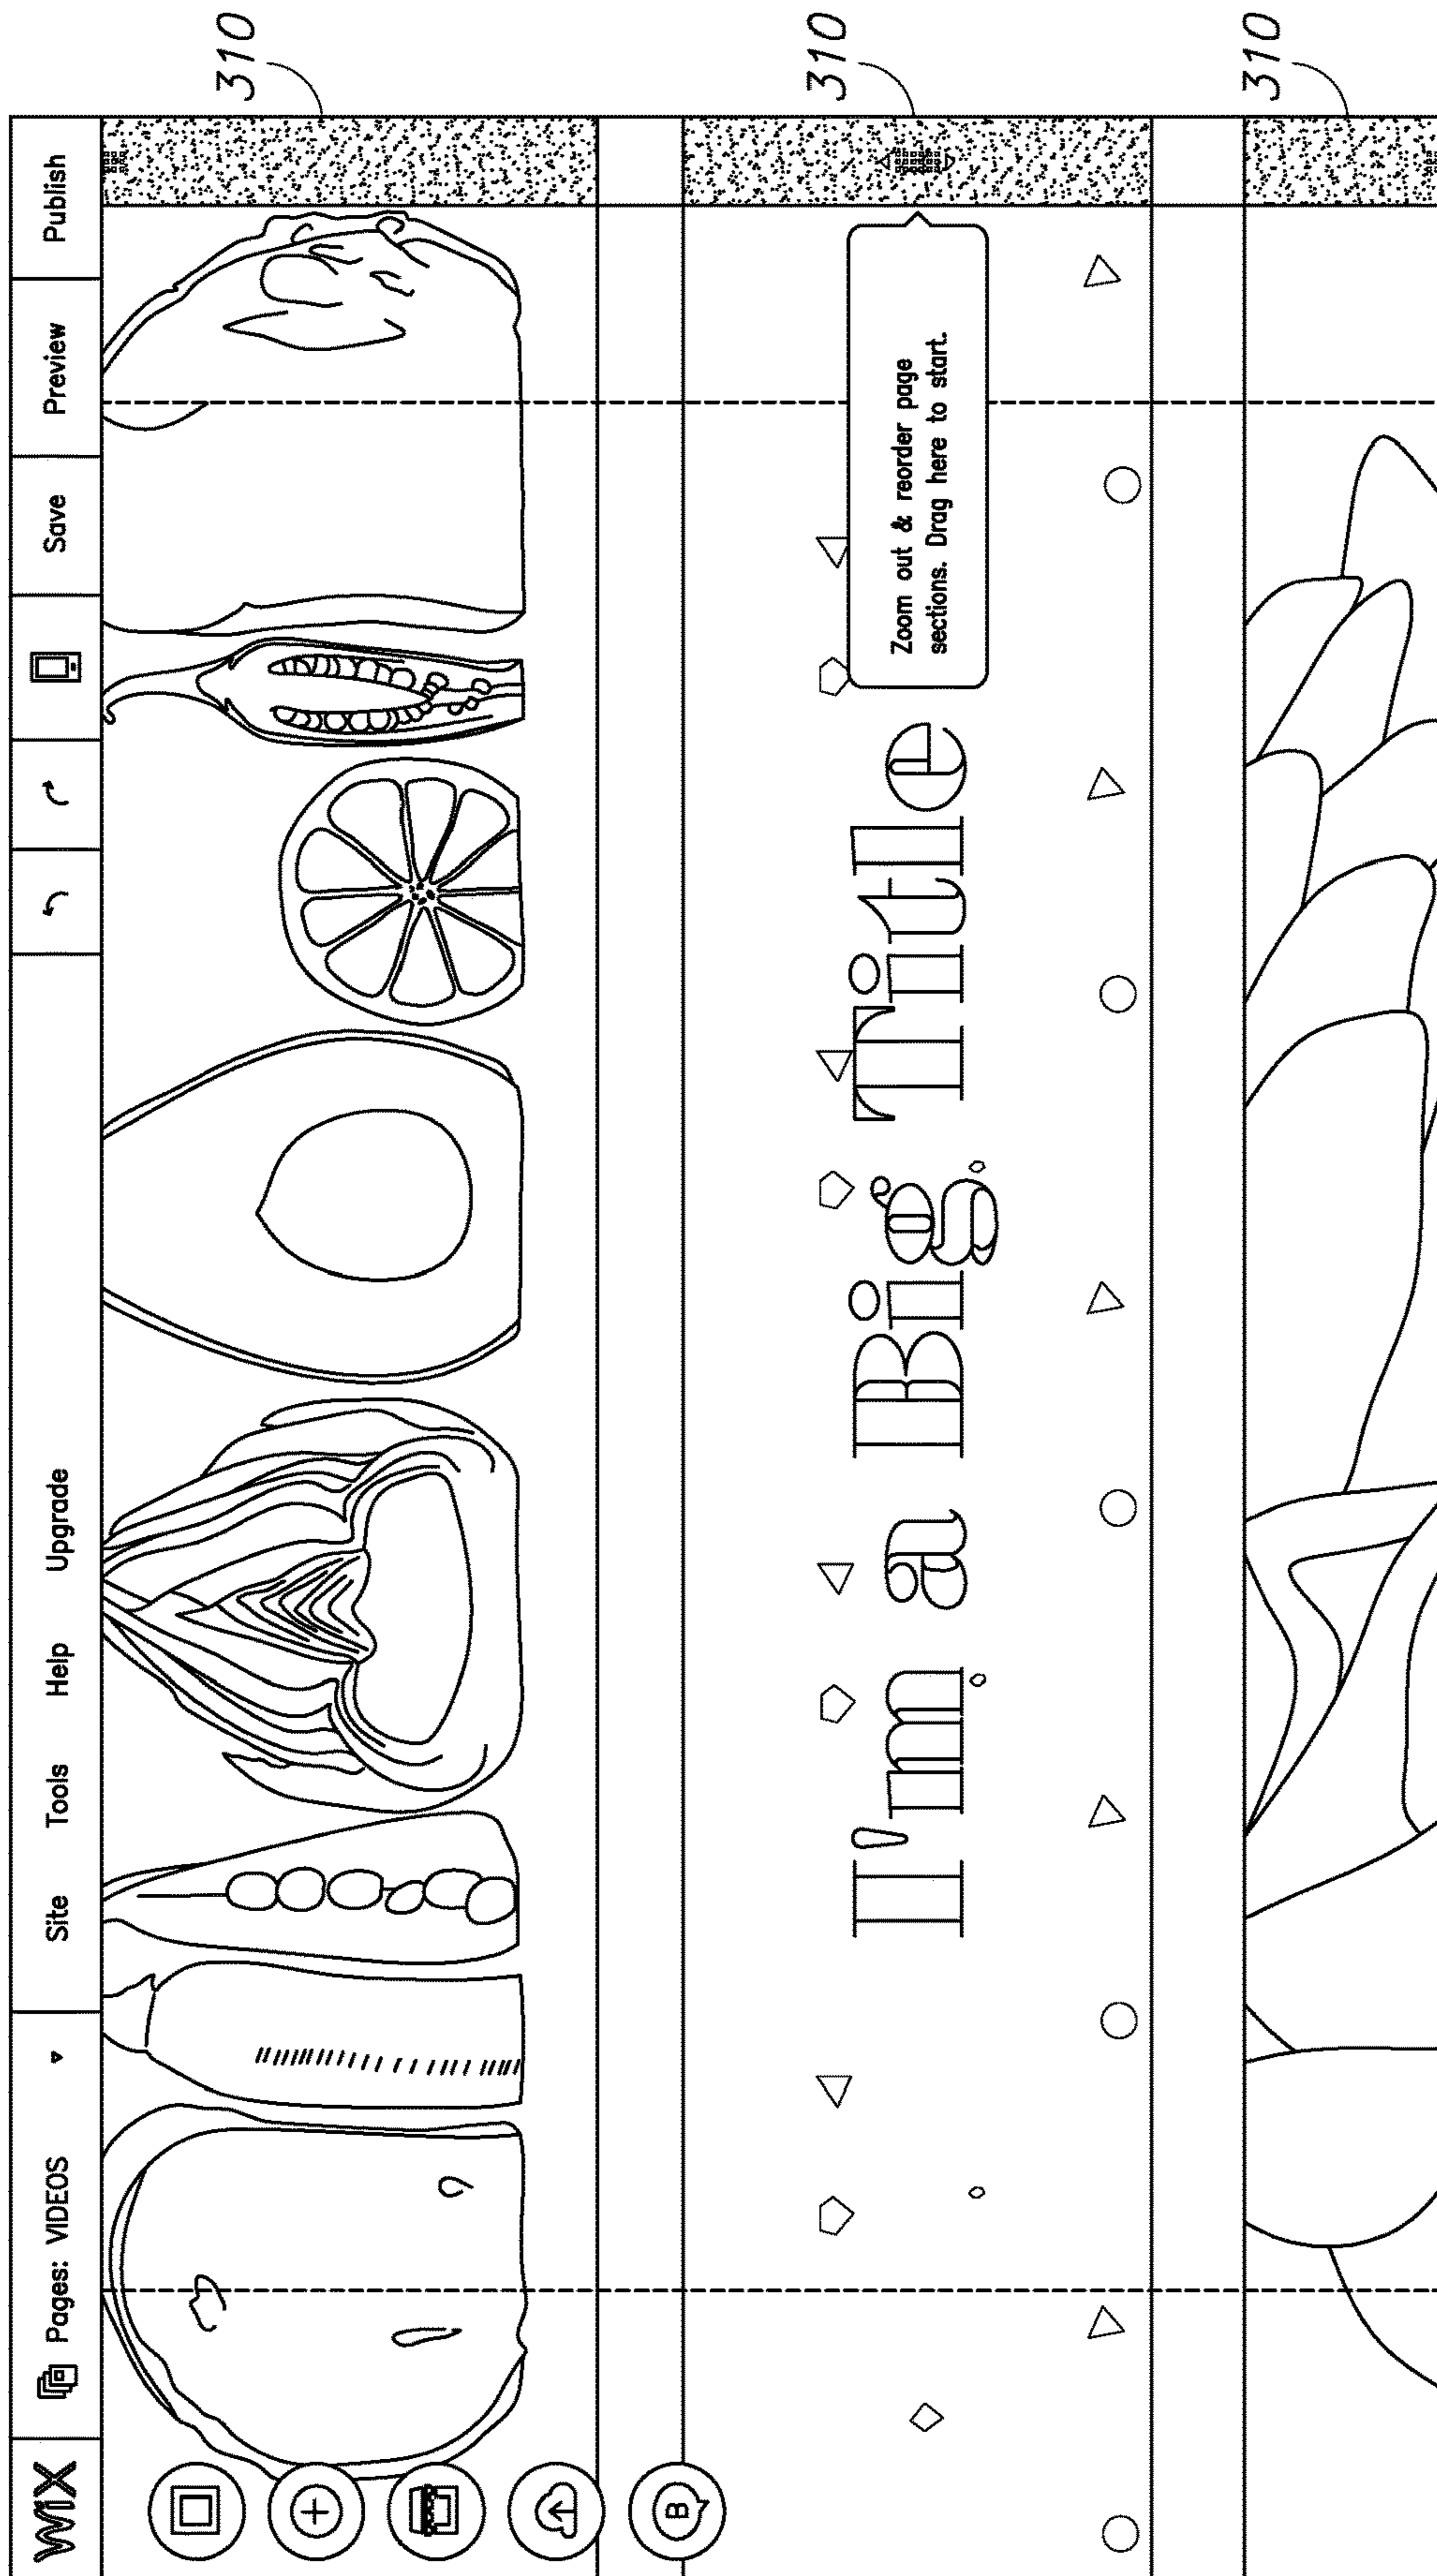 WiX
Pages: VIDEOS
Site Tools Help Upgrade
Save Preview Publish
310
B
I'm a Big Title
Zoom out & reorder page
sections. Drag here to start.
310
310